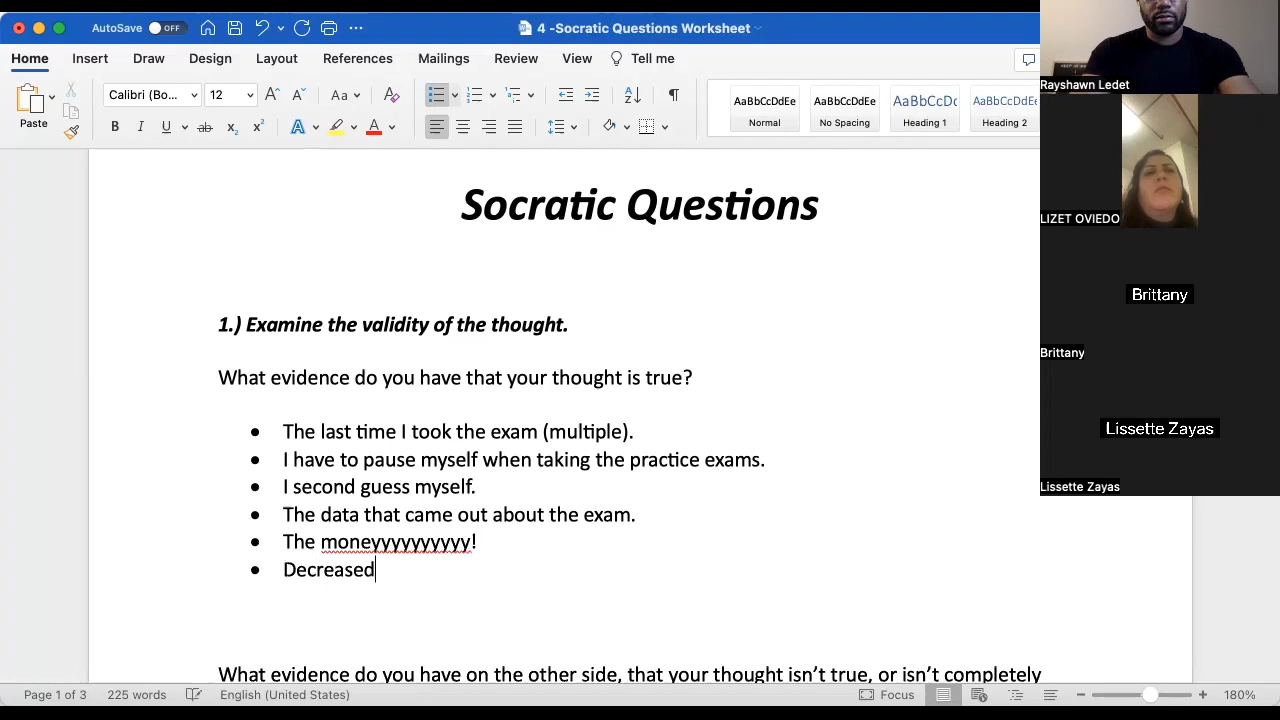 AutoSave OFF 4 -Socratic Questions Worksheet
Home Insert Draw Design Layout References Mailings Review View Tell me
Paste
Calibri (Bo... 12
AaBbCcDdEe AaBbCcDdEe AaBbCcDc AaBbCcDdE
Normal No Spacing Heading 1 Heading 2
Socratic Questions
1.) Examine the validity of the thought.
What evidence do you have that your thought is true?
• The last time I took the exam (multiple).
• I have to pause myself when taking the practice exams.
• I second guess myself.
• The data that came out about the exam.
• The moneyyyyyyyyyy!
• Decreased
What evidence do you have on the other side, that your thought isn’t true, or isn’t completely
Page 1 of 3 225 words English (United States) Focus 180%
Rayshawn Ledet
LIZET OVIEDO
Brittany
Brittany
Lissette Zayas
Lissette Zayas